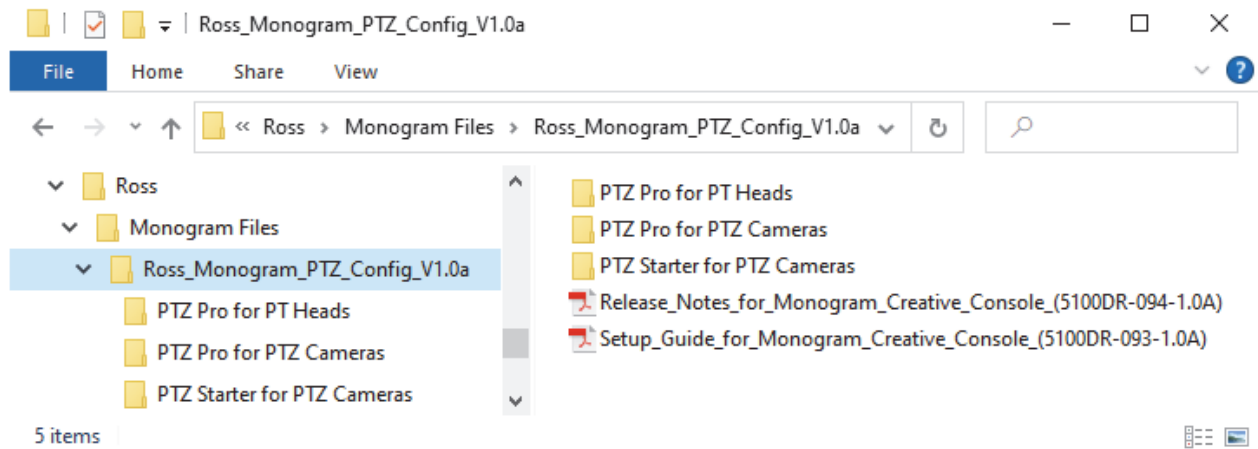 Ross_Monogram_PTZ_Config_V1.0a
File Home Share View
« Ross > Monogram Files > Ross_Monogram_PTZ_Config_V1.0a
Ross
Monogram Files
Ross_Monogram_PTZ_Config_V1.0a
PTZ Pro for PT Heads
PTZ Pro for PTZ Cameras
PTZ Starter for PTZ Cameras
PTZ Pro for PT Heads
PTZ Pro for PTZ Cameras
PTZ Starter for PTZ Cameras
Release_Notes_for_Monogram_Creative_Console_(5100DR-094-1.0A)
Setup_Guide_for_Monogram_Creative_Console_(5100DR-093-1.0A)
5 items